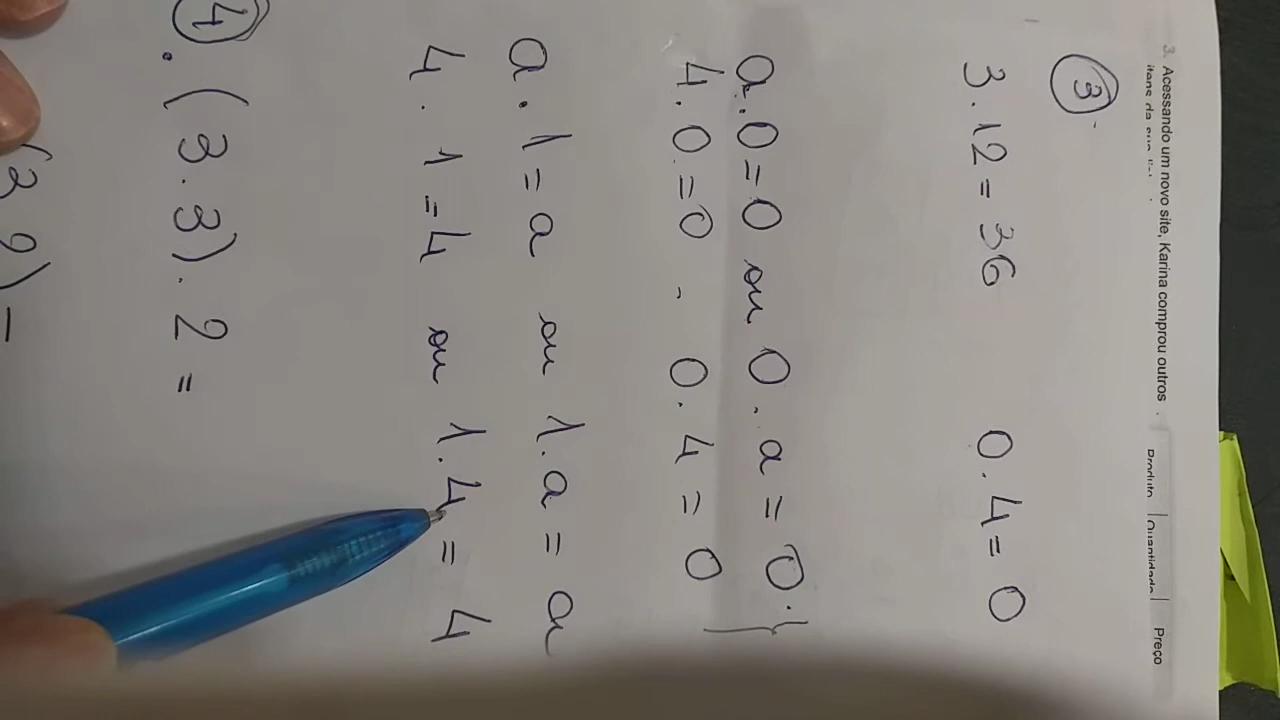 3. Acessando um novo site, Karina comprou outros
Produto Quantidade Preço
3
3.12 = 36 0.4 = 0
a.0 = 0 ou 0.a = 0.
4.0 = 0 0.4 = 0
a.1 = a ou 1.a = a
4.1 = 4 ou 1.4 = 4
4
.(3.3).2 =